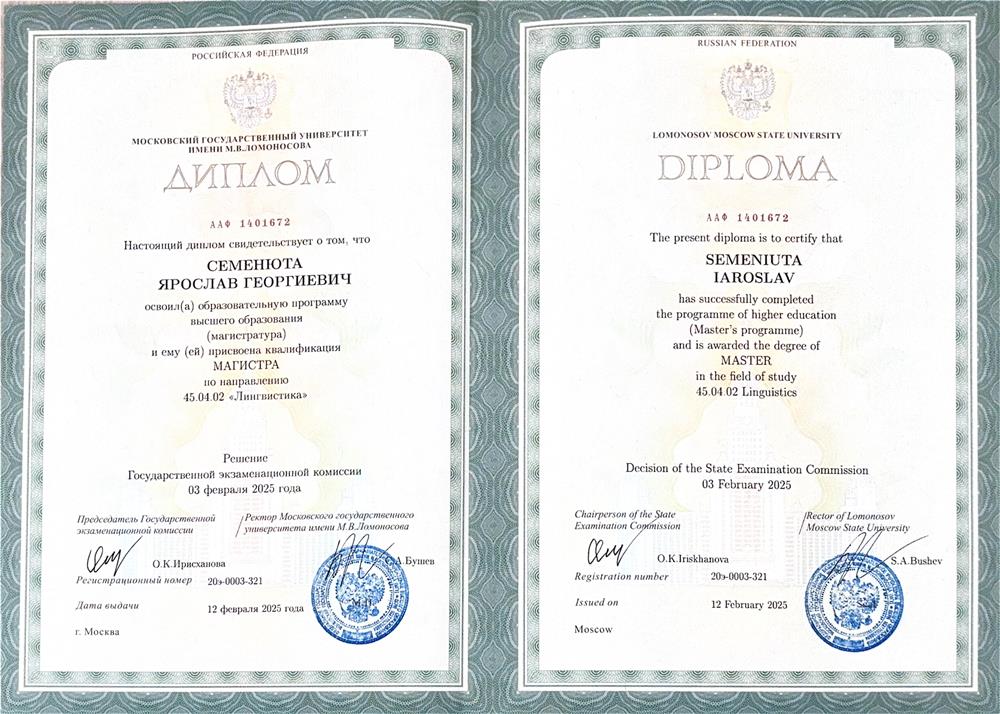 РОССИЙСКАЯ ФЕДЕРАЦИЯ
МОСКОВСКИЙ ГОСУДАРСТВЕННЫЙ УНИВЕРСИТЕТ
ИМЕНИ М.В.ЛОМОНОСОВА
ДИПЛОМ
ААФ 1401672
Настоящий диплом свидетельствует о том, что
СЕМЕНЮТА
ЯРОСЛАВ ГЕОРГИЕВИЧ
освоил(а) образовательную программу
высшего образования
(магистратура)
и ему (ей) присвоена квалификация
МАГИСТРА
по направлению
45.04.02 «Лингвистика»
Решение
Государственной экзаменационной комиссии
03 февраля 2025 года
Председатель Государственной
экзаменационной комиссии
О.К.Ирисханова
Ректор Московского государственного
университета имени М.В.Ломоносова
А.Бушев
Регистрационный номер 20э-0003-321
Дата выдачи 12 февраля 2025 года
г. Москва
RUSSIAN FEDERATION
LOMONOSOV MOSCOW STATE UNIVERSITY
DIPLOMA
ААФ 1401672
The present diploma is to certify that
SEMENIUTA
IAROSLAV
has successfully completed
the programme of higher education
(Master's programme)
and is awarded the degree of
MASTER
in the field of study
45.04.02 Linguistics
Decision of the State Examination Commission
03 February 2025
Chairperson of the State
Examination Commission
O.K.Iriskhanova
Rector of Lomonosov
Moscow State University
S.A.Bushev
Registration number 20э-0003-321
Issued on 12 February 2025
Moscow